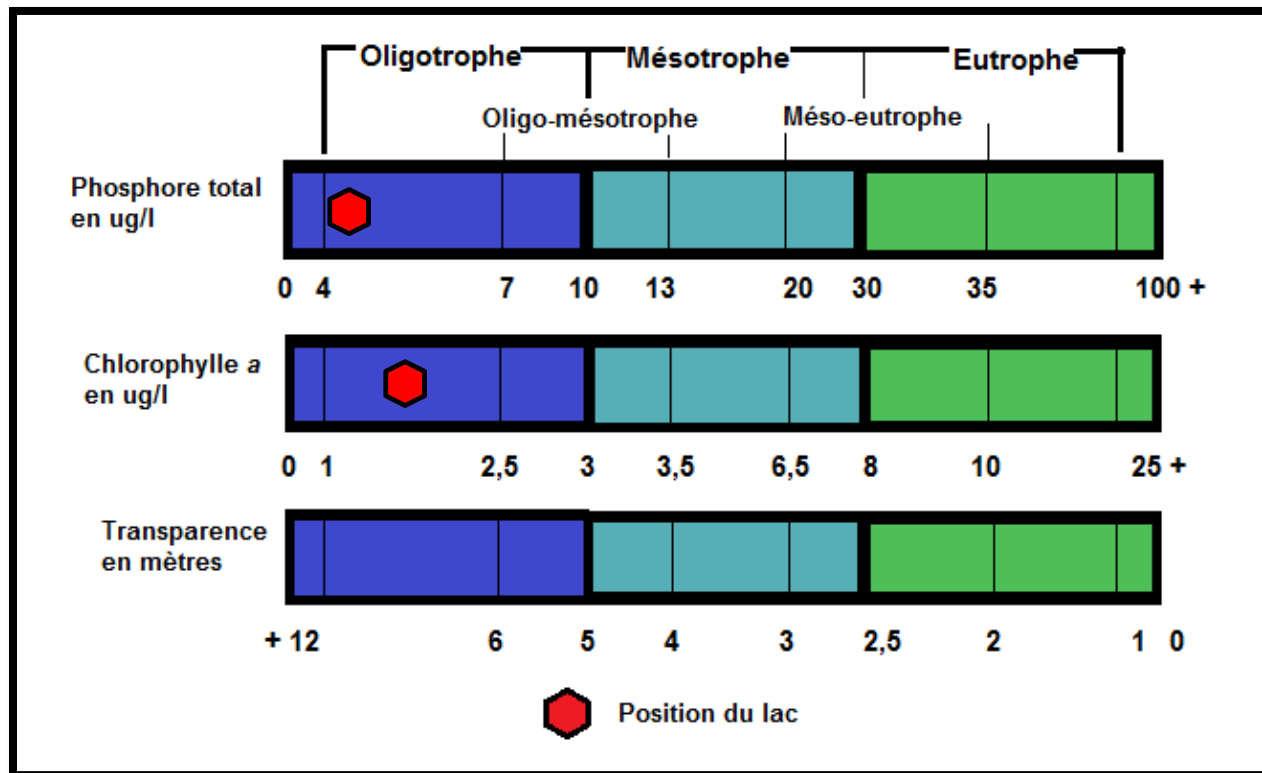 Oligotrophe Mésotrophe Eutrophe
Oligo-mésotrophe Méso-eutrophe
Phosphore total
en ug/l
0 4 7 10 13 20 30 35 100 +
Chlorophylle a
en ug/l
0 1 2,5 3 3,5 6,5 8 10 25 +
Transparence
en mètres
+ 12 6 5 4 3 2,5 2 1 0
Position du lac